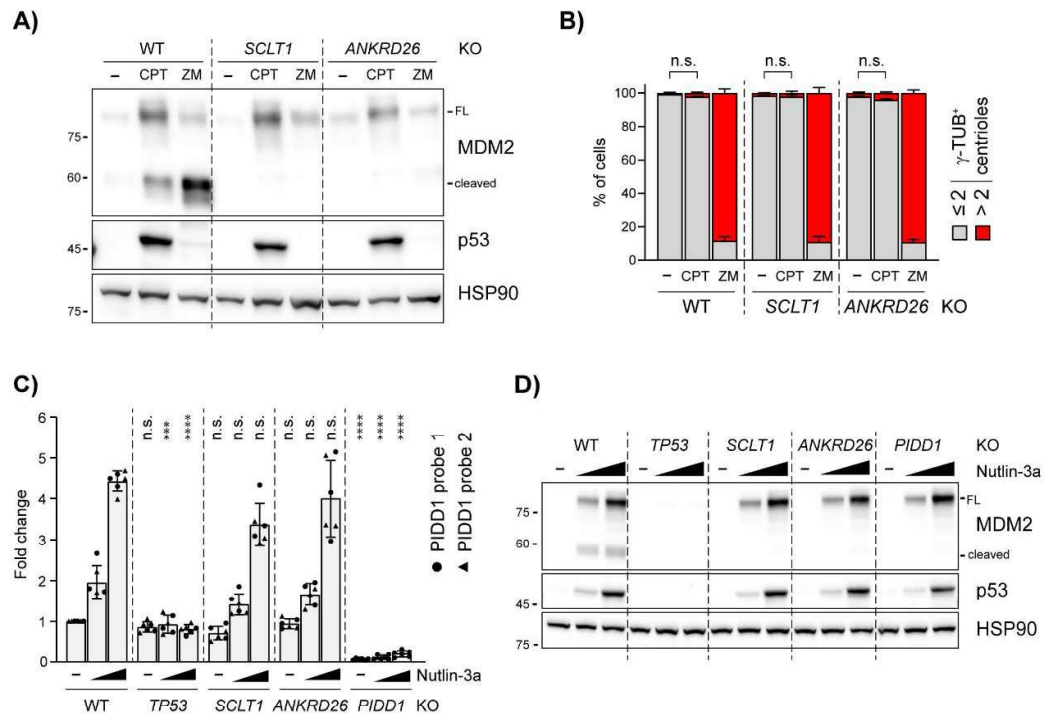 A)
WT SCLT1 ANKRD26 KO
– CPT ZM – CPT ZM – CPT ZM
FL
75-
MDM2
60-
cleaved
p53
45-
HSP90
75-
B)
n.s. n.s. n.s.
100
80
60
40
20
0
% of cells
– CPT ZM – CPT ZM – CPT ZM
WT SCLT1 ANKRD26 KO
γ-TUB⁺
centrioles
≤ 2
> 2
C)
6
5
4
3
2
1
0
Fold change
n.s. *** **** n.s. n.s. n.s. n.s. n.s. n.s. **** **** ****
PIDD1 probe 1
PIDD1 probe 2
– – – – – Nutlin-3a
WT TP53 SCLT1 ANKRD26 PIDD1 KO
D)
WT TP53 SCLT1 ANKRD26 PIDD1 KO
– – – – – Nutlin-3a
FL
75-
MDM2
60-
cleaved
p53
45-
HSP90
75-